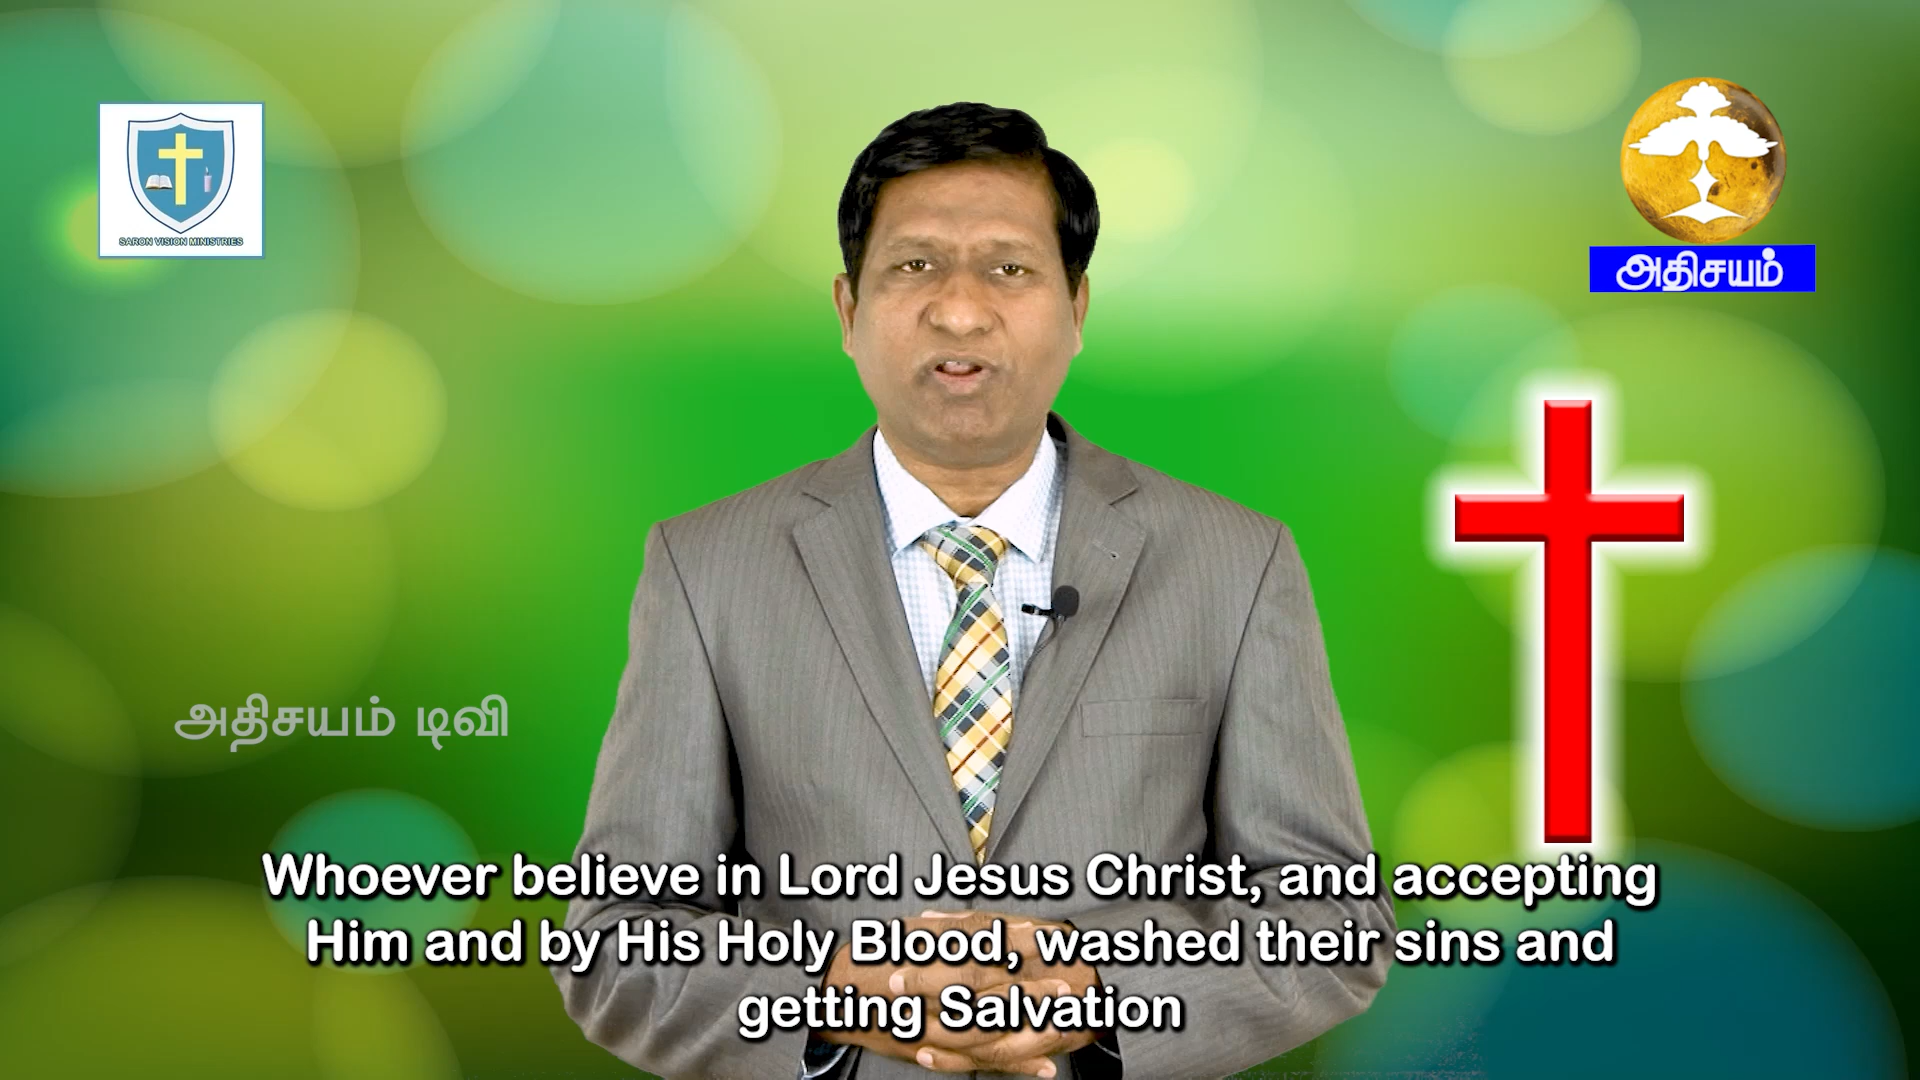 SARON VISION MINISTRIES
அதிசயம்
அதிசயம் டிவி
Whoever believe in Lord Jesus Christ, and accepting
Him and by His Holy Blood, washed their sins and
getting Salvation